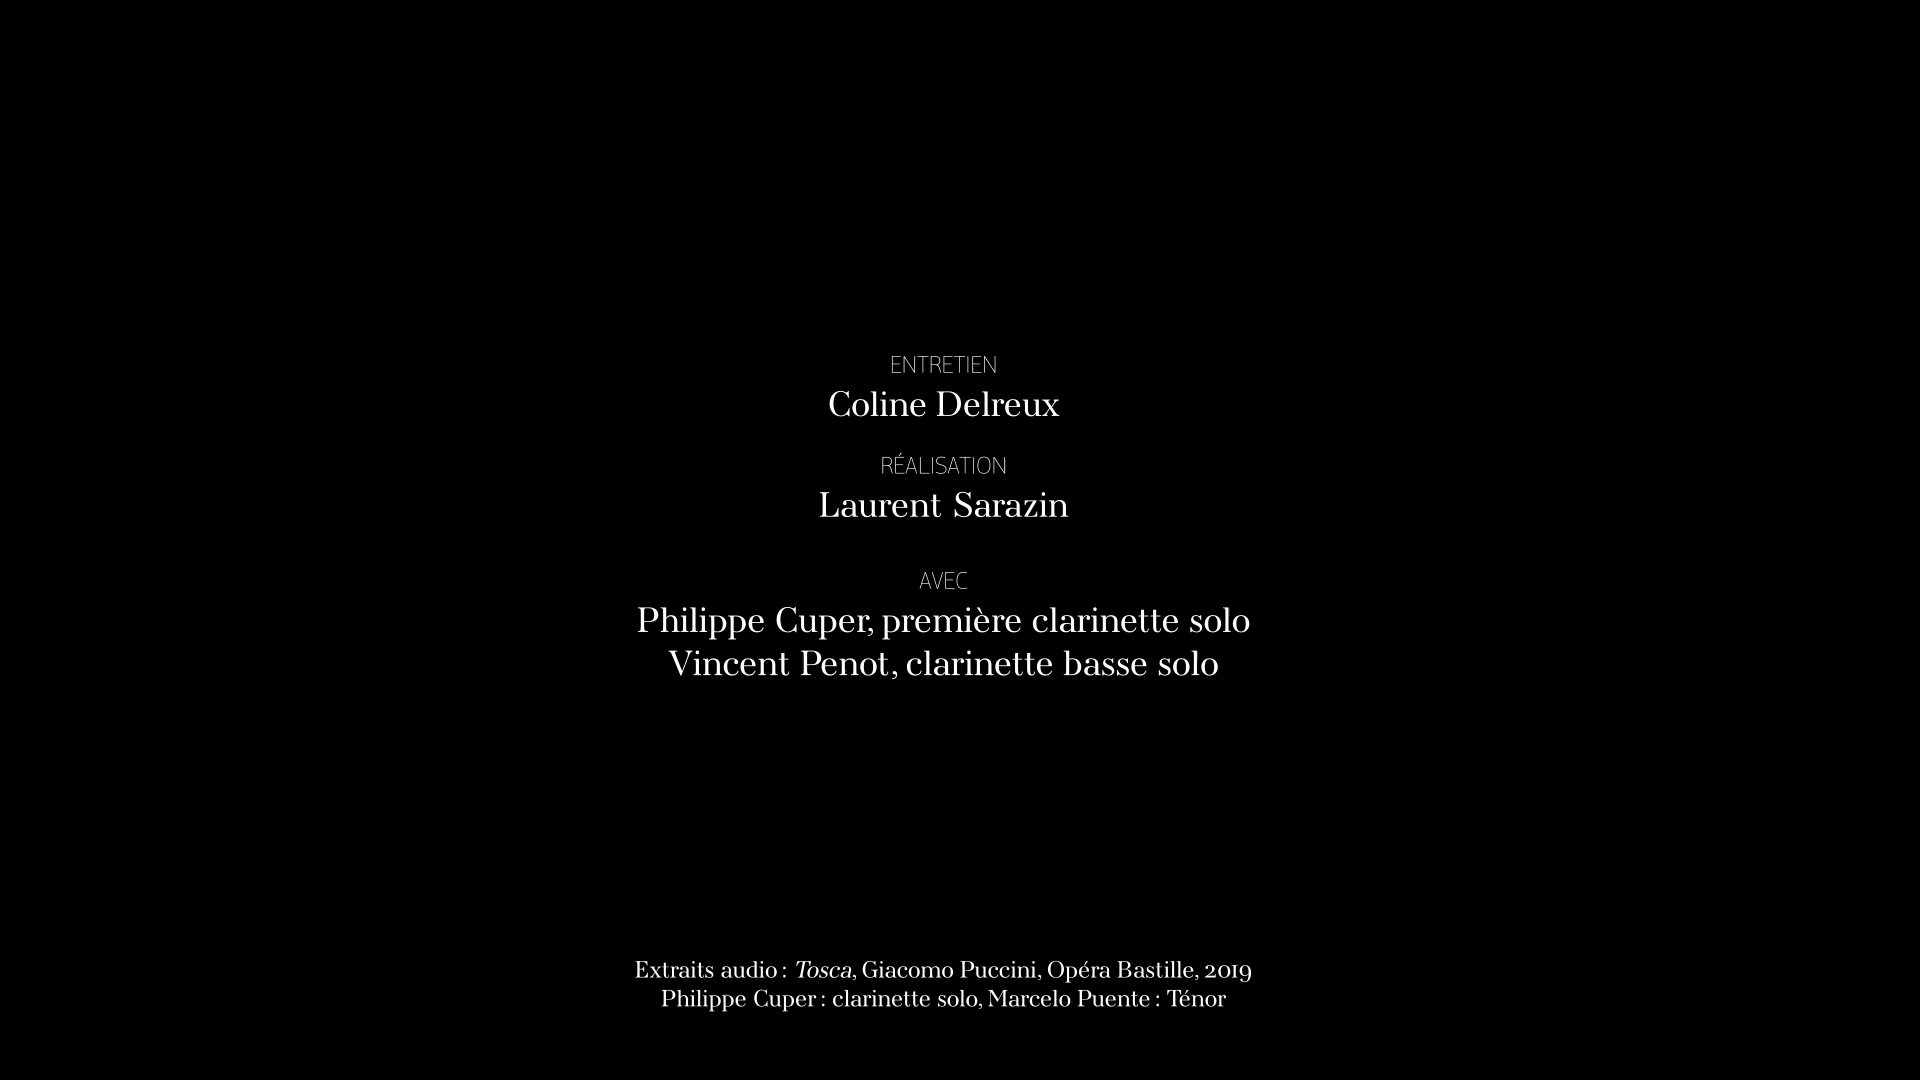 ENTRETIEN
Coline Delreux
RÉALISATION
Laurent Sarazin
AVEC
Philippe Cuper, première clarinette solo
Vincent Penot, clarinette basse solo
Extraits audio : Tosca, Giacomo Puccini, Opéra Bastille, 2019
Philippe Cuper : clarinette solo, Marcelo Puente : Ténor